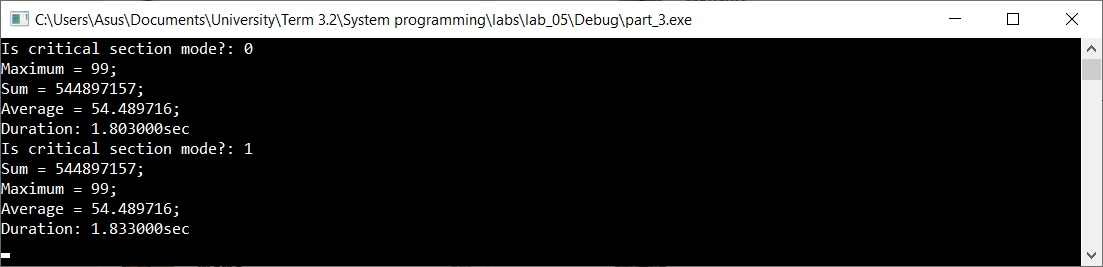 C:\Users\Asus\Documents\University\Term 3.2\System programming\labs\lab_05\Debug\part_3.exe
Is critical section mode?: 0
Maximum = 99;
Sum = 544897157;
Average = 54.489716;
Duration: 1.803000sec
Is critical section mode?: 1
Sum = 544897157;
Maximum = 99;
Average = 54.489716;
Duration: 1.833000sec